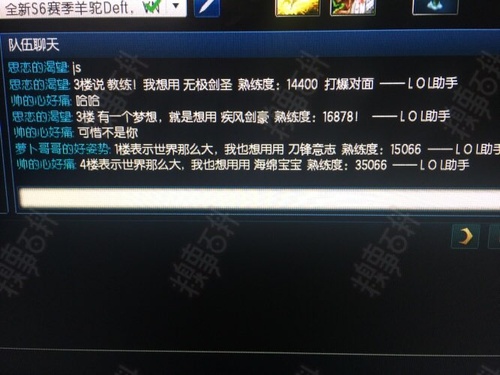 全新S6赛季羊驼Deft,
队伍聊天
思恋的渴望: js
思恋的渴望: 3楼说 教练！我想用 无极剑圣 熟练度：14400 打爆对面 ——LOL助手
帅的心好痛: 哈哈
思恋的渴望: 3楼 有一个梦想，就是想用 疾风剑豪 熟练度：16878！ ——LOL助手
帅的心好痛: 可惜不是你
萝卜哥哥的好姿势: 1楼表示世界那么大，我也想用用 刀锋意志 熟练度：15066 ——LOL助手
帅的心好痛: 4楼表示世界那么大，我也想用用 海绵宝宝 熟练度：35066 ——LOL助手